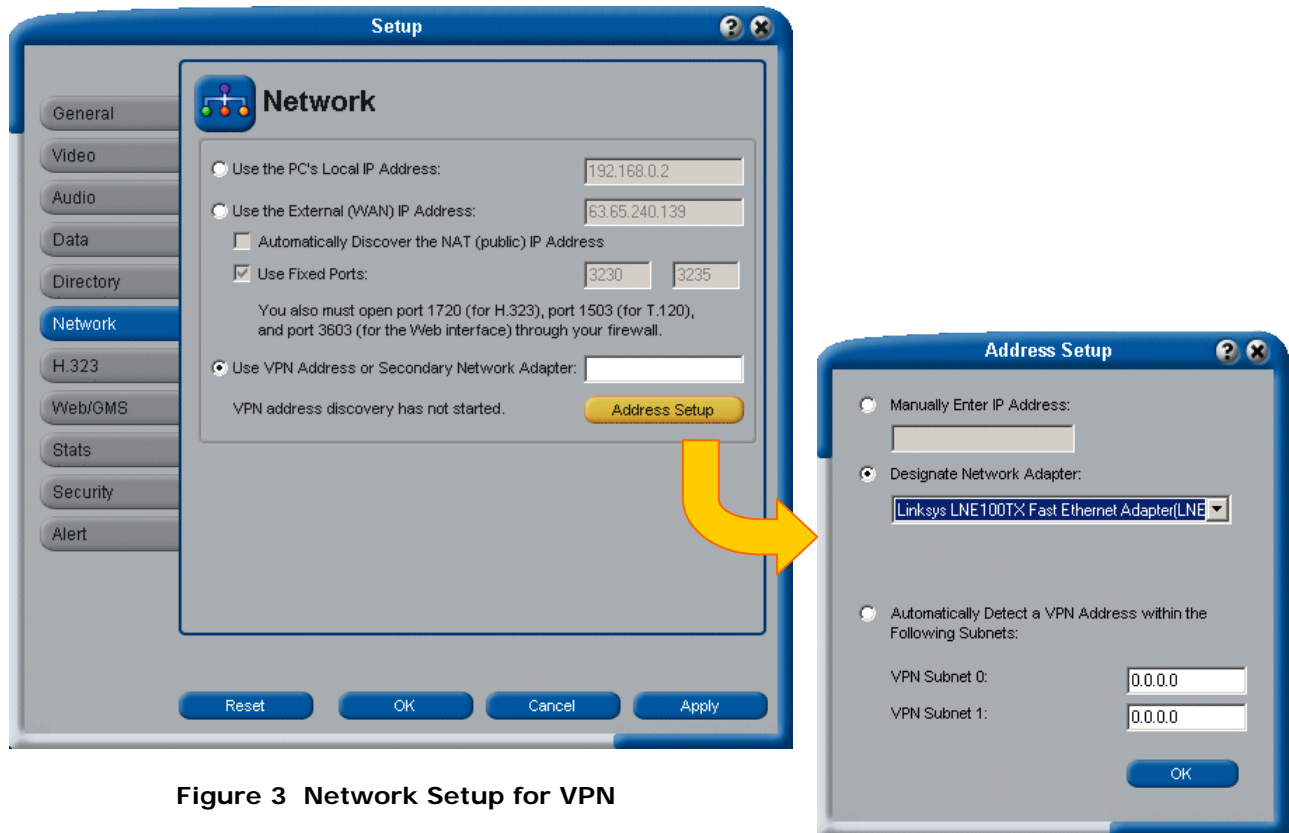 Setup
Network
General
Video
Audio
Data
Directory
Network
H.323
Web/GMS
Stats
Security
Alert
Use the PC's Local IP Address:
192.168.0.2
Use the External (WAN) IP Address:
63.65.240.139
Automatically Discover the NAT (public) IP Address
Use Fixed Ports:
3230
3235
You also must open port 1720 (for H.323), port 1503 (for T.120),
and port 3603 (for the Web interface) through your firewall.
Use VPN Address or Secondary Network Adapter:
VPN address discovery has not started.
Address Setup
Reset
OK
Cancel
Apply
Address Setup
Manually Enter IP Address:
Designate Network Adapter:
Linksys LNE100TX Fast Ethernet Adapter(LNE
Automatically Detect a VPN Address within the
Following Subnets:
VPN Subnet 0:
0.0.0.0
VPN Subnet 1:
0.0.0.0
OK
Figure 3 Network Setup for VPN